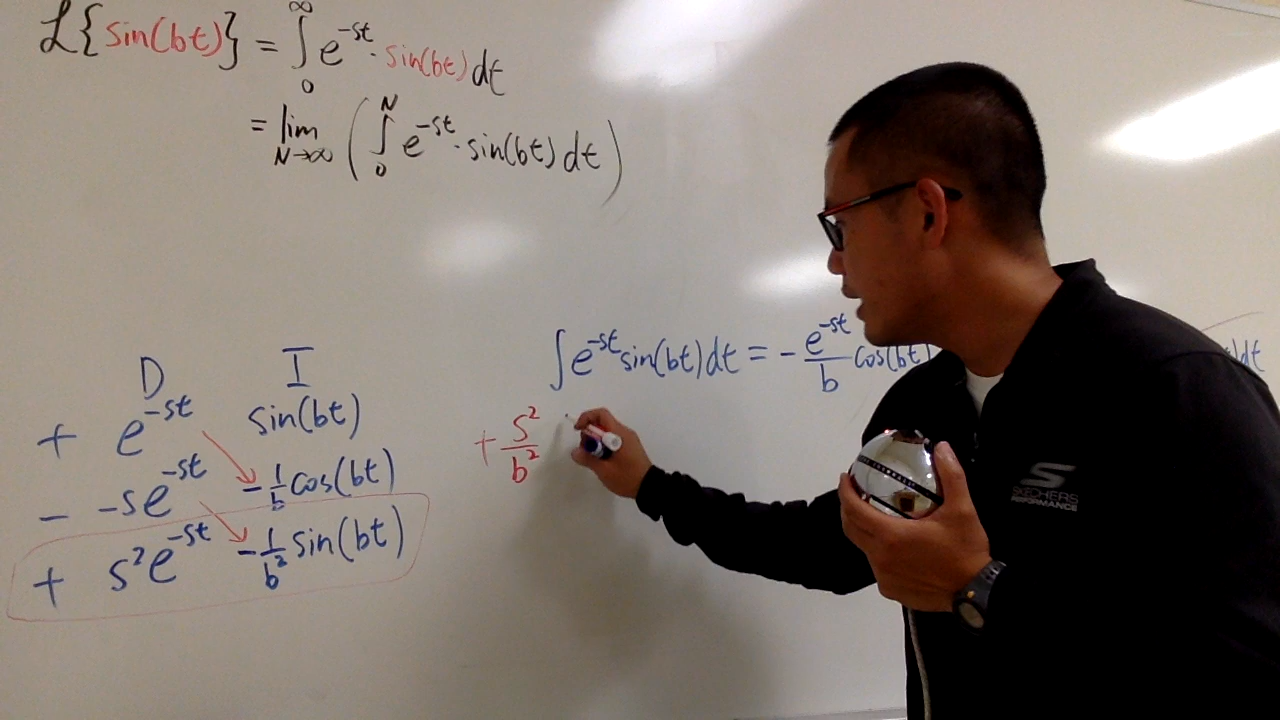 ℒ{sin(bt)} = ∫₀^∞ e^{-st}·sin(bt) dt
= lim_{N→∞} (∫₀^N e^{-st}·sin(bt) dt)
∫e^{-st} sin(bt) dt = - e^{-st}/b cos(bt) dt
+ s²/b²
D I
+ e^{-st} sin(bt)
- -se^{-st} -1/b cos(bt)
+ s²e^{-st} -1/b² sin(bt)
S
SKECHERS
PERFORMANCE